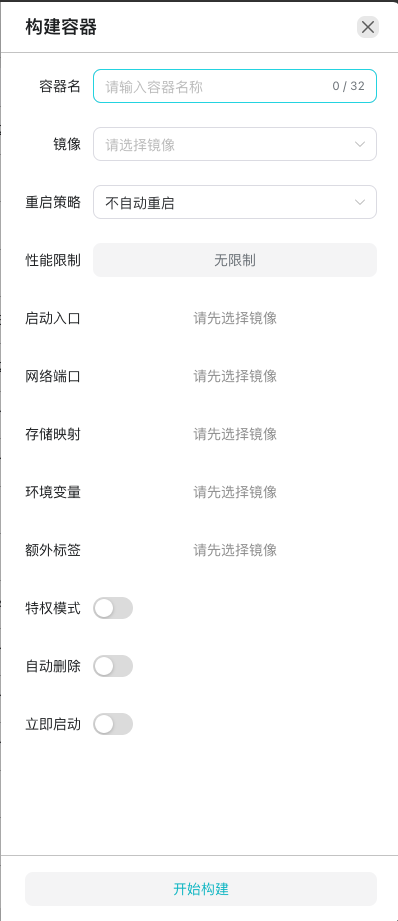 构建容器
容器名 请输入容器名称 0 / 32
镜像 请选择镜像
重启策略 不自动重启
性能限制 无限制
启动入口 请先选择镜像
网络端口 请先选择镜像
存储映射 请先选择镜像
环境变量 请先选择镜像
额外标签 请先选择镜像
特权模式
自动删除
立即启动
开始构建